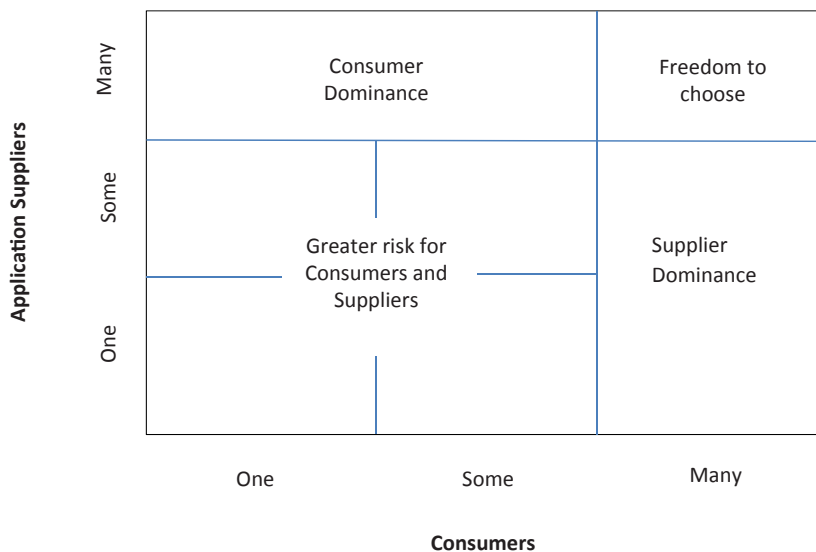 Application Suppliers
Many
Some
One
Consumer
Dominance
Freedom to
choose
Greater risk for
Consumers and
Suppliers
Supplier
Dominance
One
Some
Many
Consumers